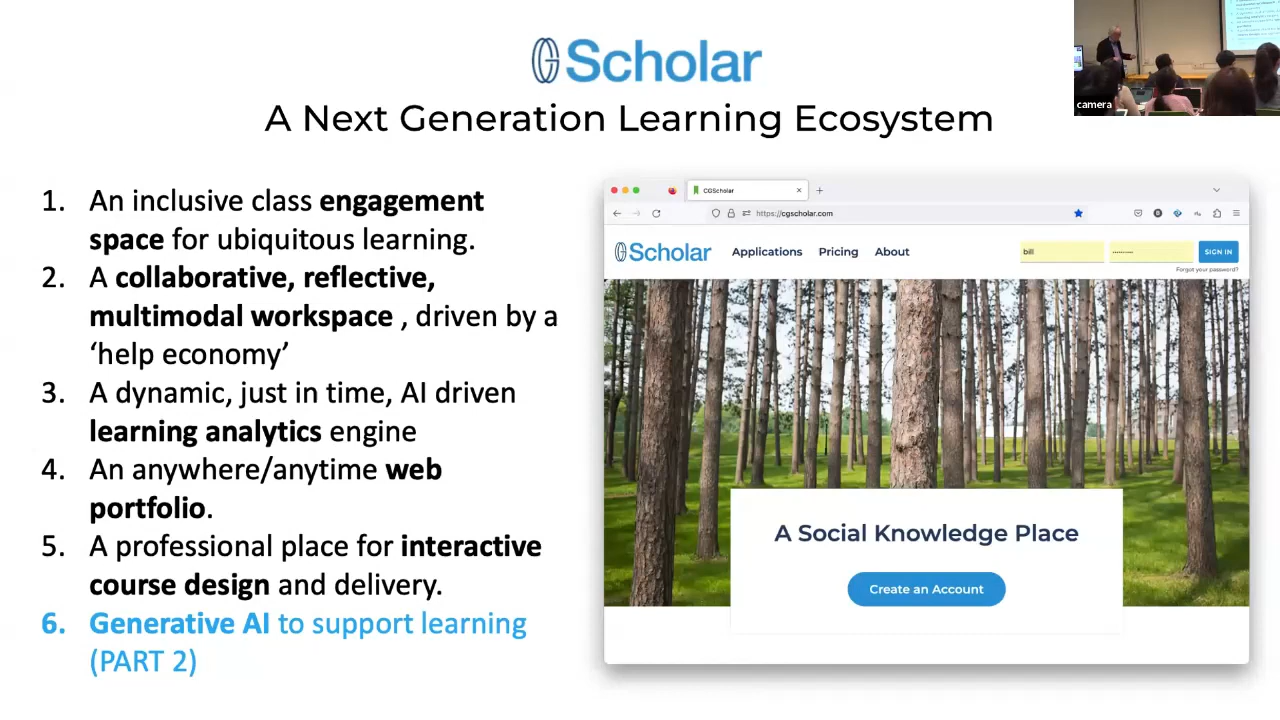 Scholar
A Next Generation Learning Ecosystem
camera
1. An inclusive class engagement
space for ubiquitous learning.
2. A collaborative, reflective,
multimodal workspace , driven by a
‘help economy’
3. A dynamic, just in time, AI driven
learning analytics engine
4. An anywhere/anytime web
portfolio.
5. A professional place for interactive
course design and delivery.
6. Generative AI to support learning
(PART 2)
CGScholar
https://cgscholar.com
Scholar Applications Pricing About bill SIGN IN
Forgot your password?
A Social Knowledge Place
Create an Account